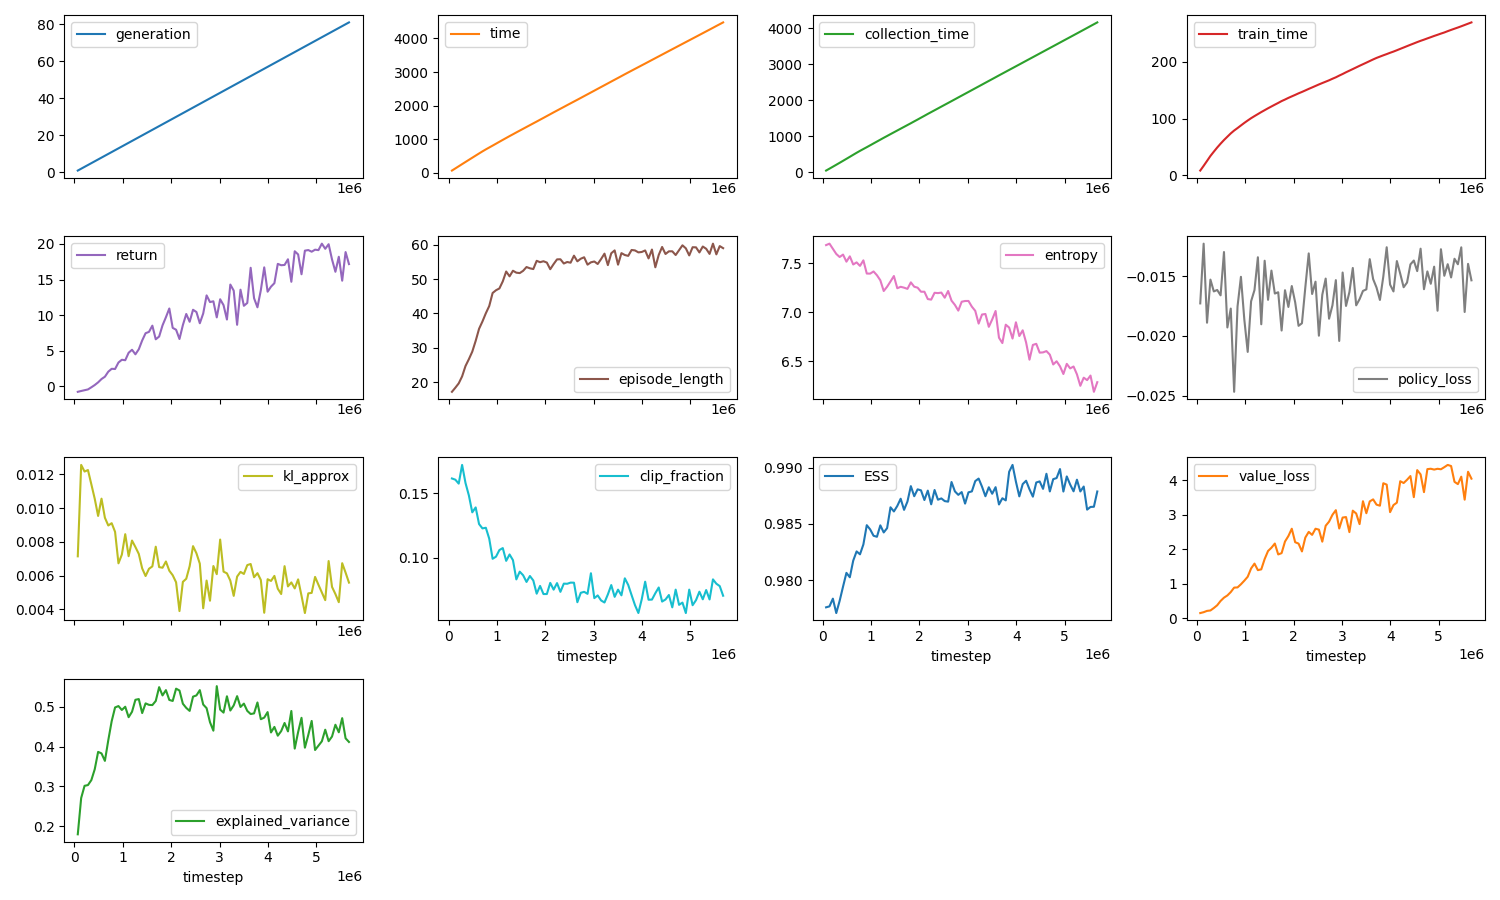 generation
80
60
40
20
0
1e6
time
4000
3000
2000
1000
0
1e6
collection_time
4000
3000
2000
1000
0
1e6
train_time
200
100
0
1e6
return
20
15
10
5
0
1e6
episode_length
60
50
40
30
20
1e6
entropy
7.5
7.0
6.5
1e6
policy_loss
−0.015
−0.020
−0.025
1e6
kl_approx
0.012
0.010
0.008
0.006
0.004
1e6
clip_fraction
0.15
0.10
0 1 2 3 4 5
timestep 1e6
ESS
0.990
0.985
0.980
0 1 2 3 4 5
timestep 1e6
value_loss
4
3
2
1
0
0 1 2 3 4 5
timestep 1e6
0.5
0.4
0.3
0.2
explained_variance
0 1 2 3 4 5
timestep 1e6